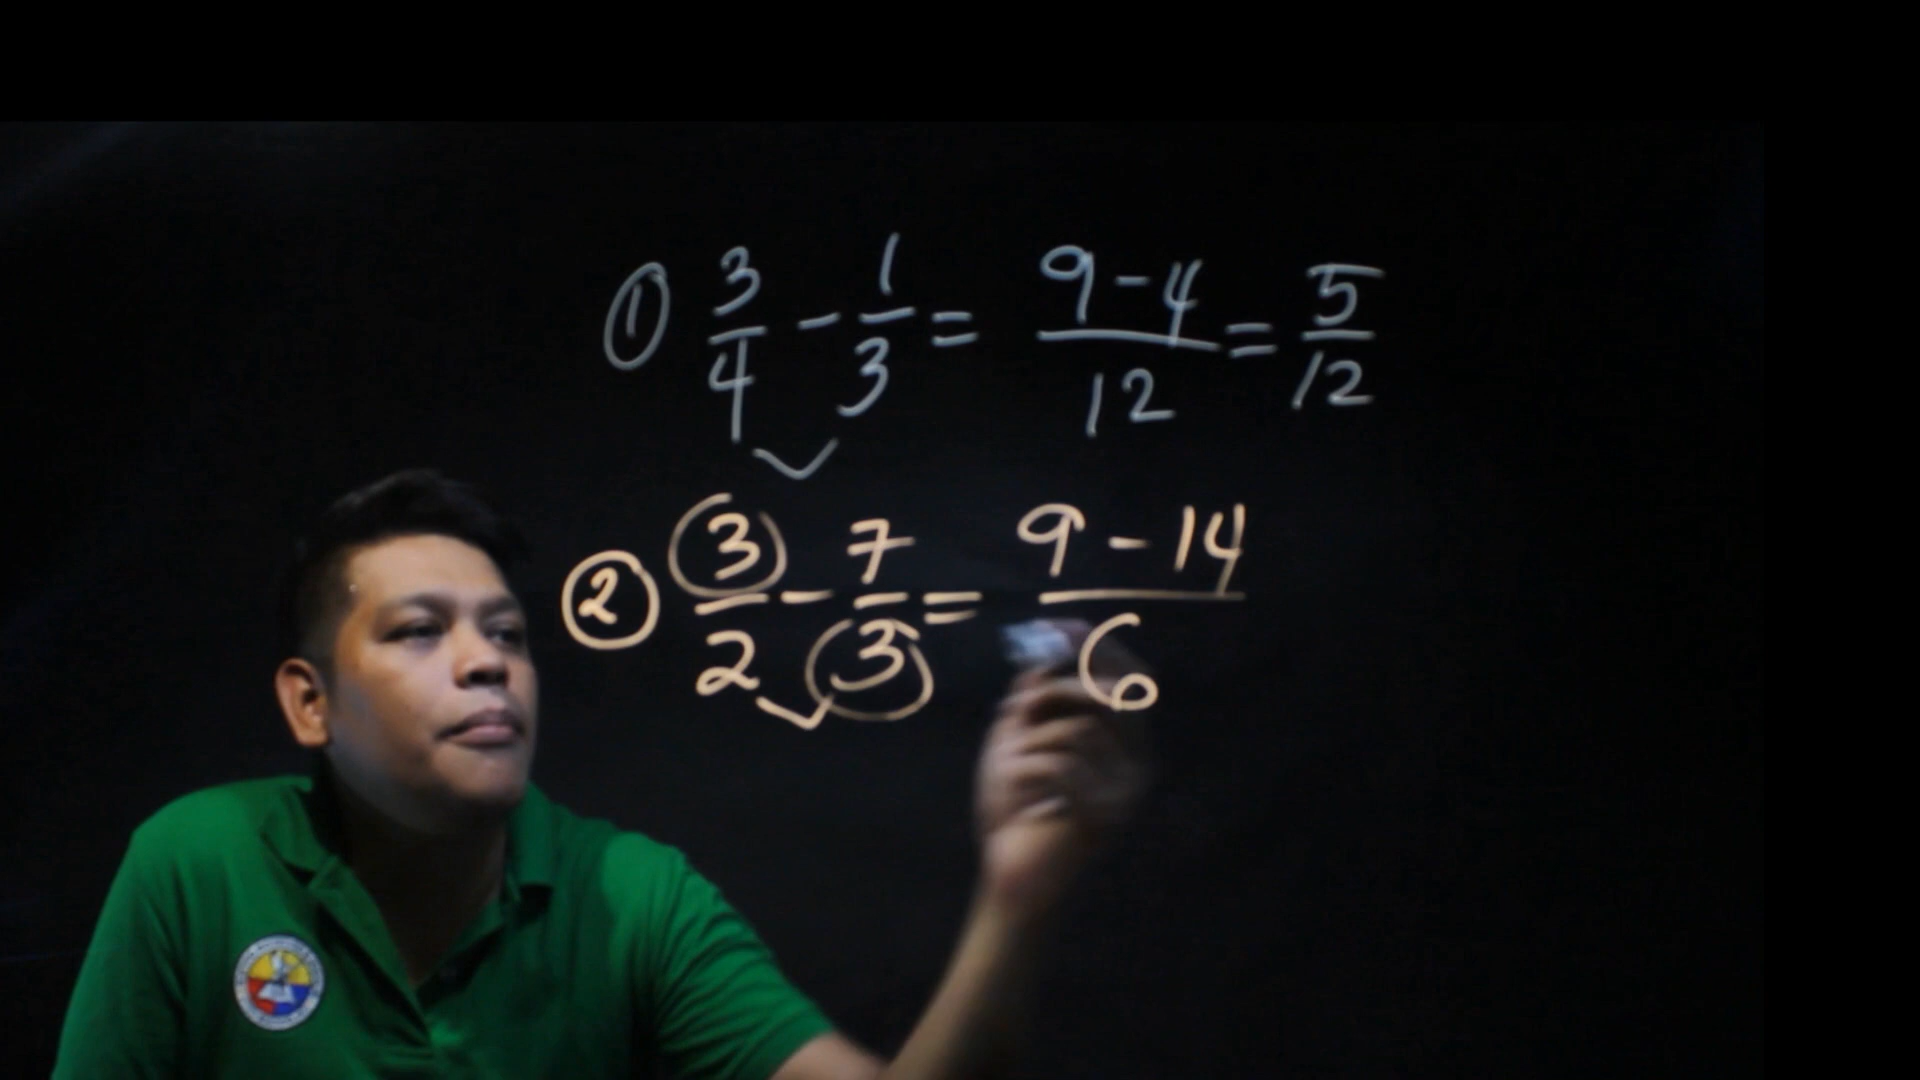 ① 3/4 - 1/3 = 9-4/12 = 5/12
② 3/2 - 7/3 = 9-14/6